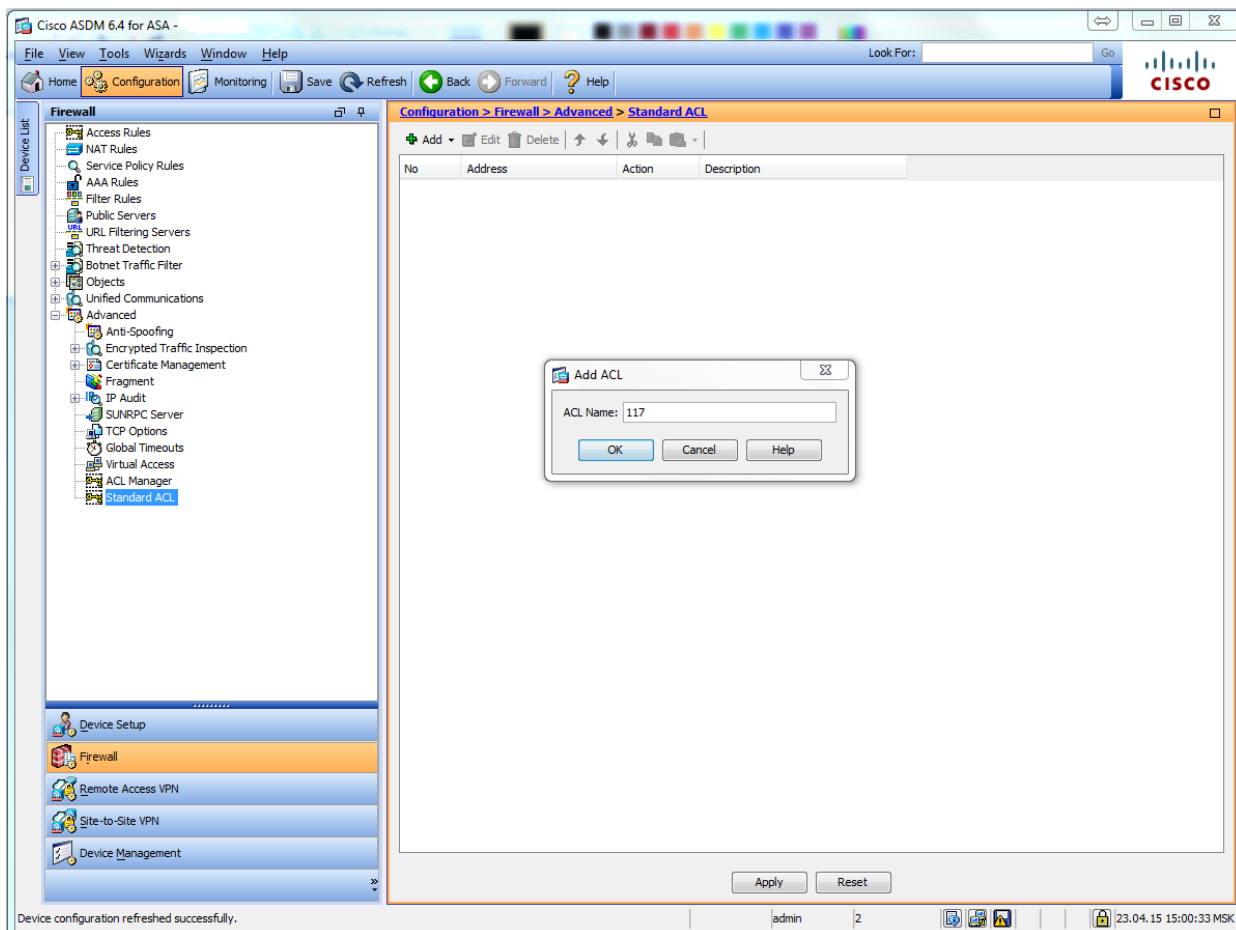 Cisco ASDM 6.4 for ASA -
File View Tools Wizards Window Help
Look For:
Go
Home Configuration Monitoring Save Refresh Back Forward Help
CISCO
Device List
Firewall
Access Rules
NAT Rules
Service Policy Rules
AAA Rules
Filter Rules
Public Servers
URL Filtering Servers
Threat Detection
Botnet Traffic Filter
Objects
Unified Communications
Advanced
Anti-Spoofing
Encrypted Traffic Inspection
Certificate Management
Fragment
IP Audit
SUNRPC Server
TCP Options
Global Timeouts
Virtual Access
ACL Manager
Standard ACL
Device Setup
Firewall
Remote Access VPN
Site-to-Site VPN
Device Management
Configuration > Firewall > Advanced > Standard ACL
Add Edit Delete
No Address Action Description
Add ACL
ACL Name: 117
OK Cancel Help
Apply Reset
Device configuration refreshed successfully.
admin 2 23.04.15 15:00:33 MSK